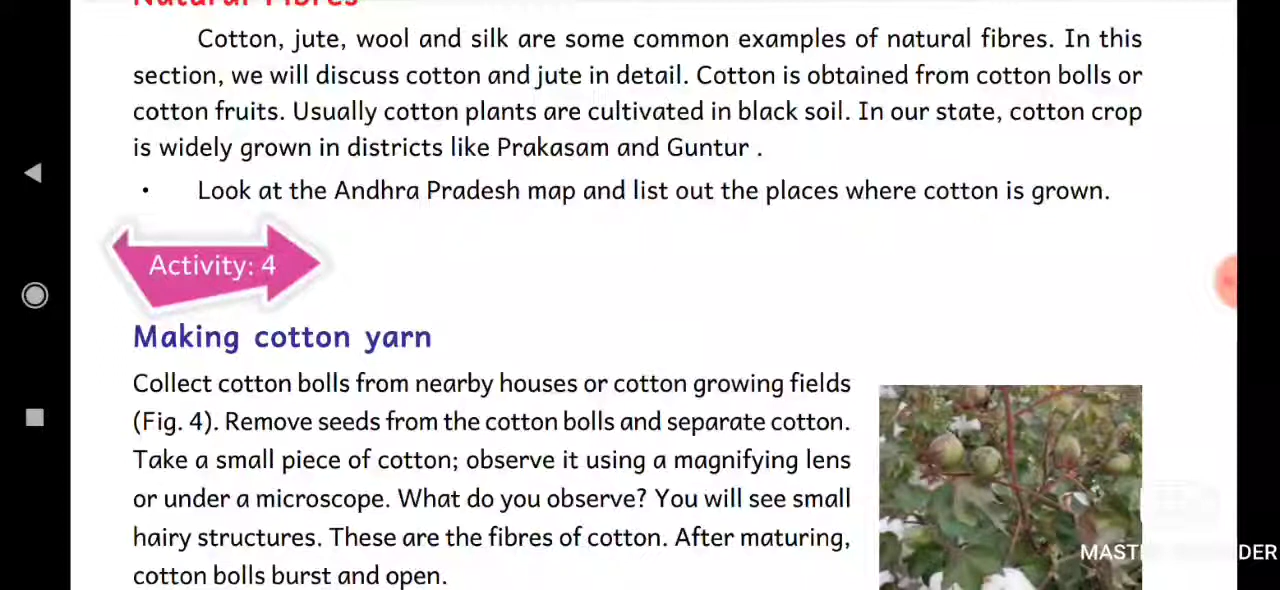 Natural Fibres
Cotton, jute, wool and silk are some common examples of natural fibres. In this
section, we will discuss cotton and jute in detail. Cotton is obtained from cotton bolls or
cotton fruits. Usually cotton plants are cultivated in black soil. In our state, cotton crop
is widely grown in districts like Prakasam and Guntur .
• Look at the Andhra Pradesh map and list out the places where cotton is grown.
Activity: 4
Making cotton yarn
Collect cotton bolls from nearby houses or cotton growing fields
(Fig. 4). Remove seeds from the cotton bolls and separate cotton.
Take a small piece of cotton; observe it using a magnifying lens
or under a microscope. What do you observe? You will see small
hairy structures. These are the fibres of cotton. After maturing,
cotton bolls burst and open.